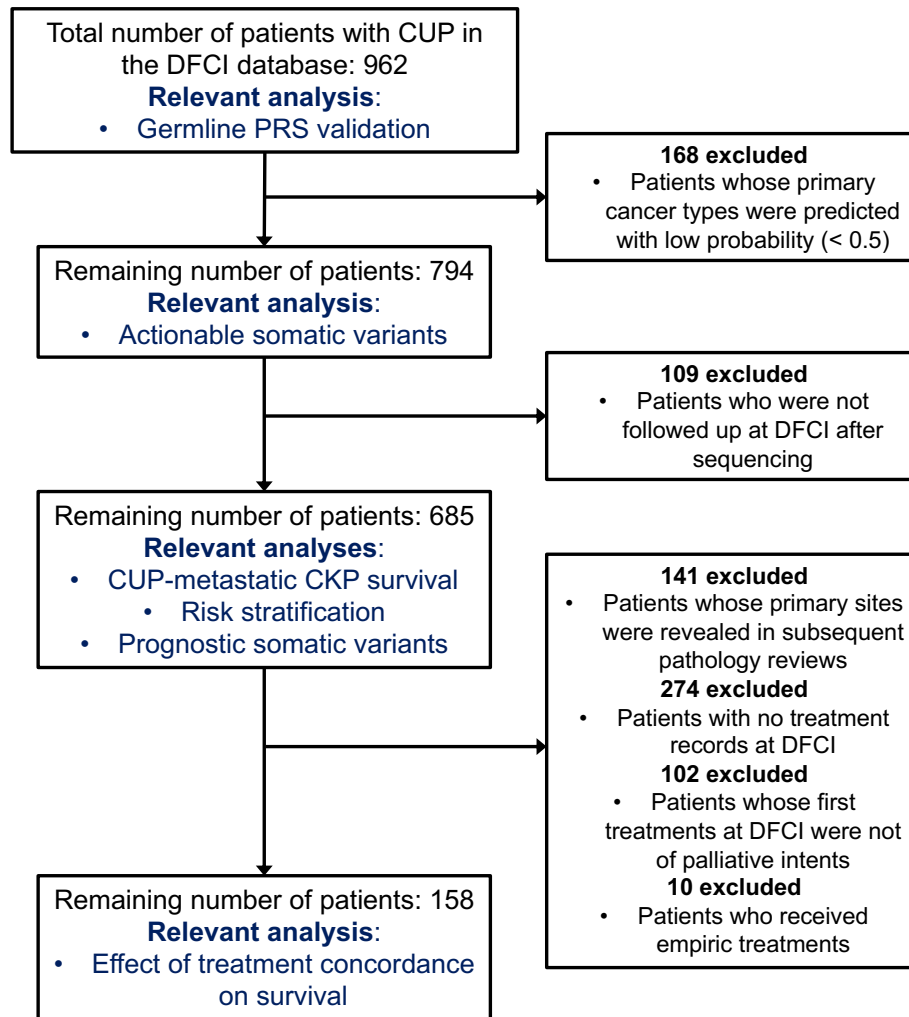 Total number of patients with CUP in
the DFCI database: 962
Relevant analysis:
• Germline PRS validation
168 excluded
• Patients whose primary
cancer types were predicted
with low probability (< 0.5)
Remaining number of patients: 794
Relevant analysis:
• Actionable somatic variants
109 excluded
• Patients who were not
followed up at DFCI after
sequencing
Remaining number of patients: 685
Relevant analyses:
• CUP-metastatic CKP survival
• Risk stratification
• Prognostic somatic variants
141 excluded
• Patients whose primary sites
were revealed in subsequent
pathology reviews
274 excluded
• Patients with no treatment
records at DFCI
102 excluded
• Patients whose first
treatments at DFCI were not
of palliative intents
10 excluded
• Patients who received
empiric treatments
Remaining number of patients: 158
Relevant analysis:
• Effect of treatment concordance
on survival